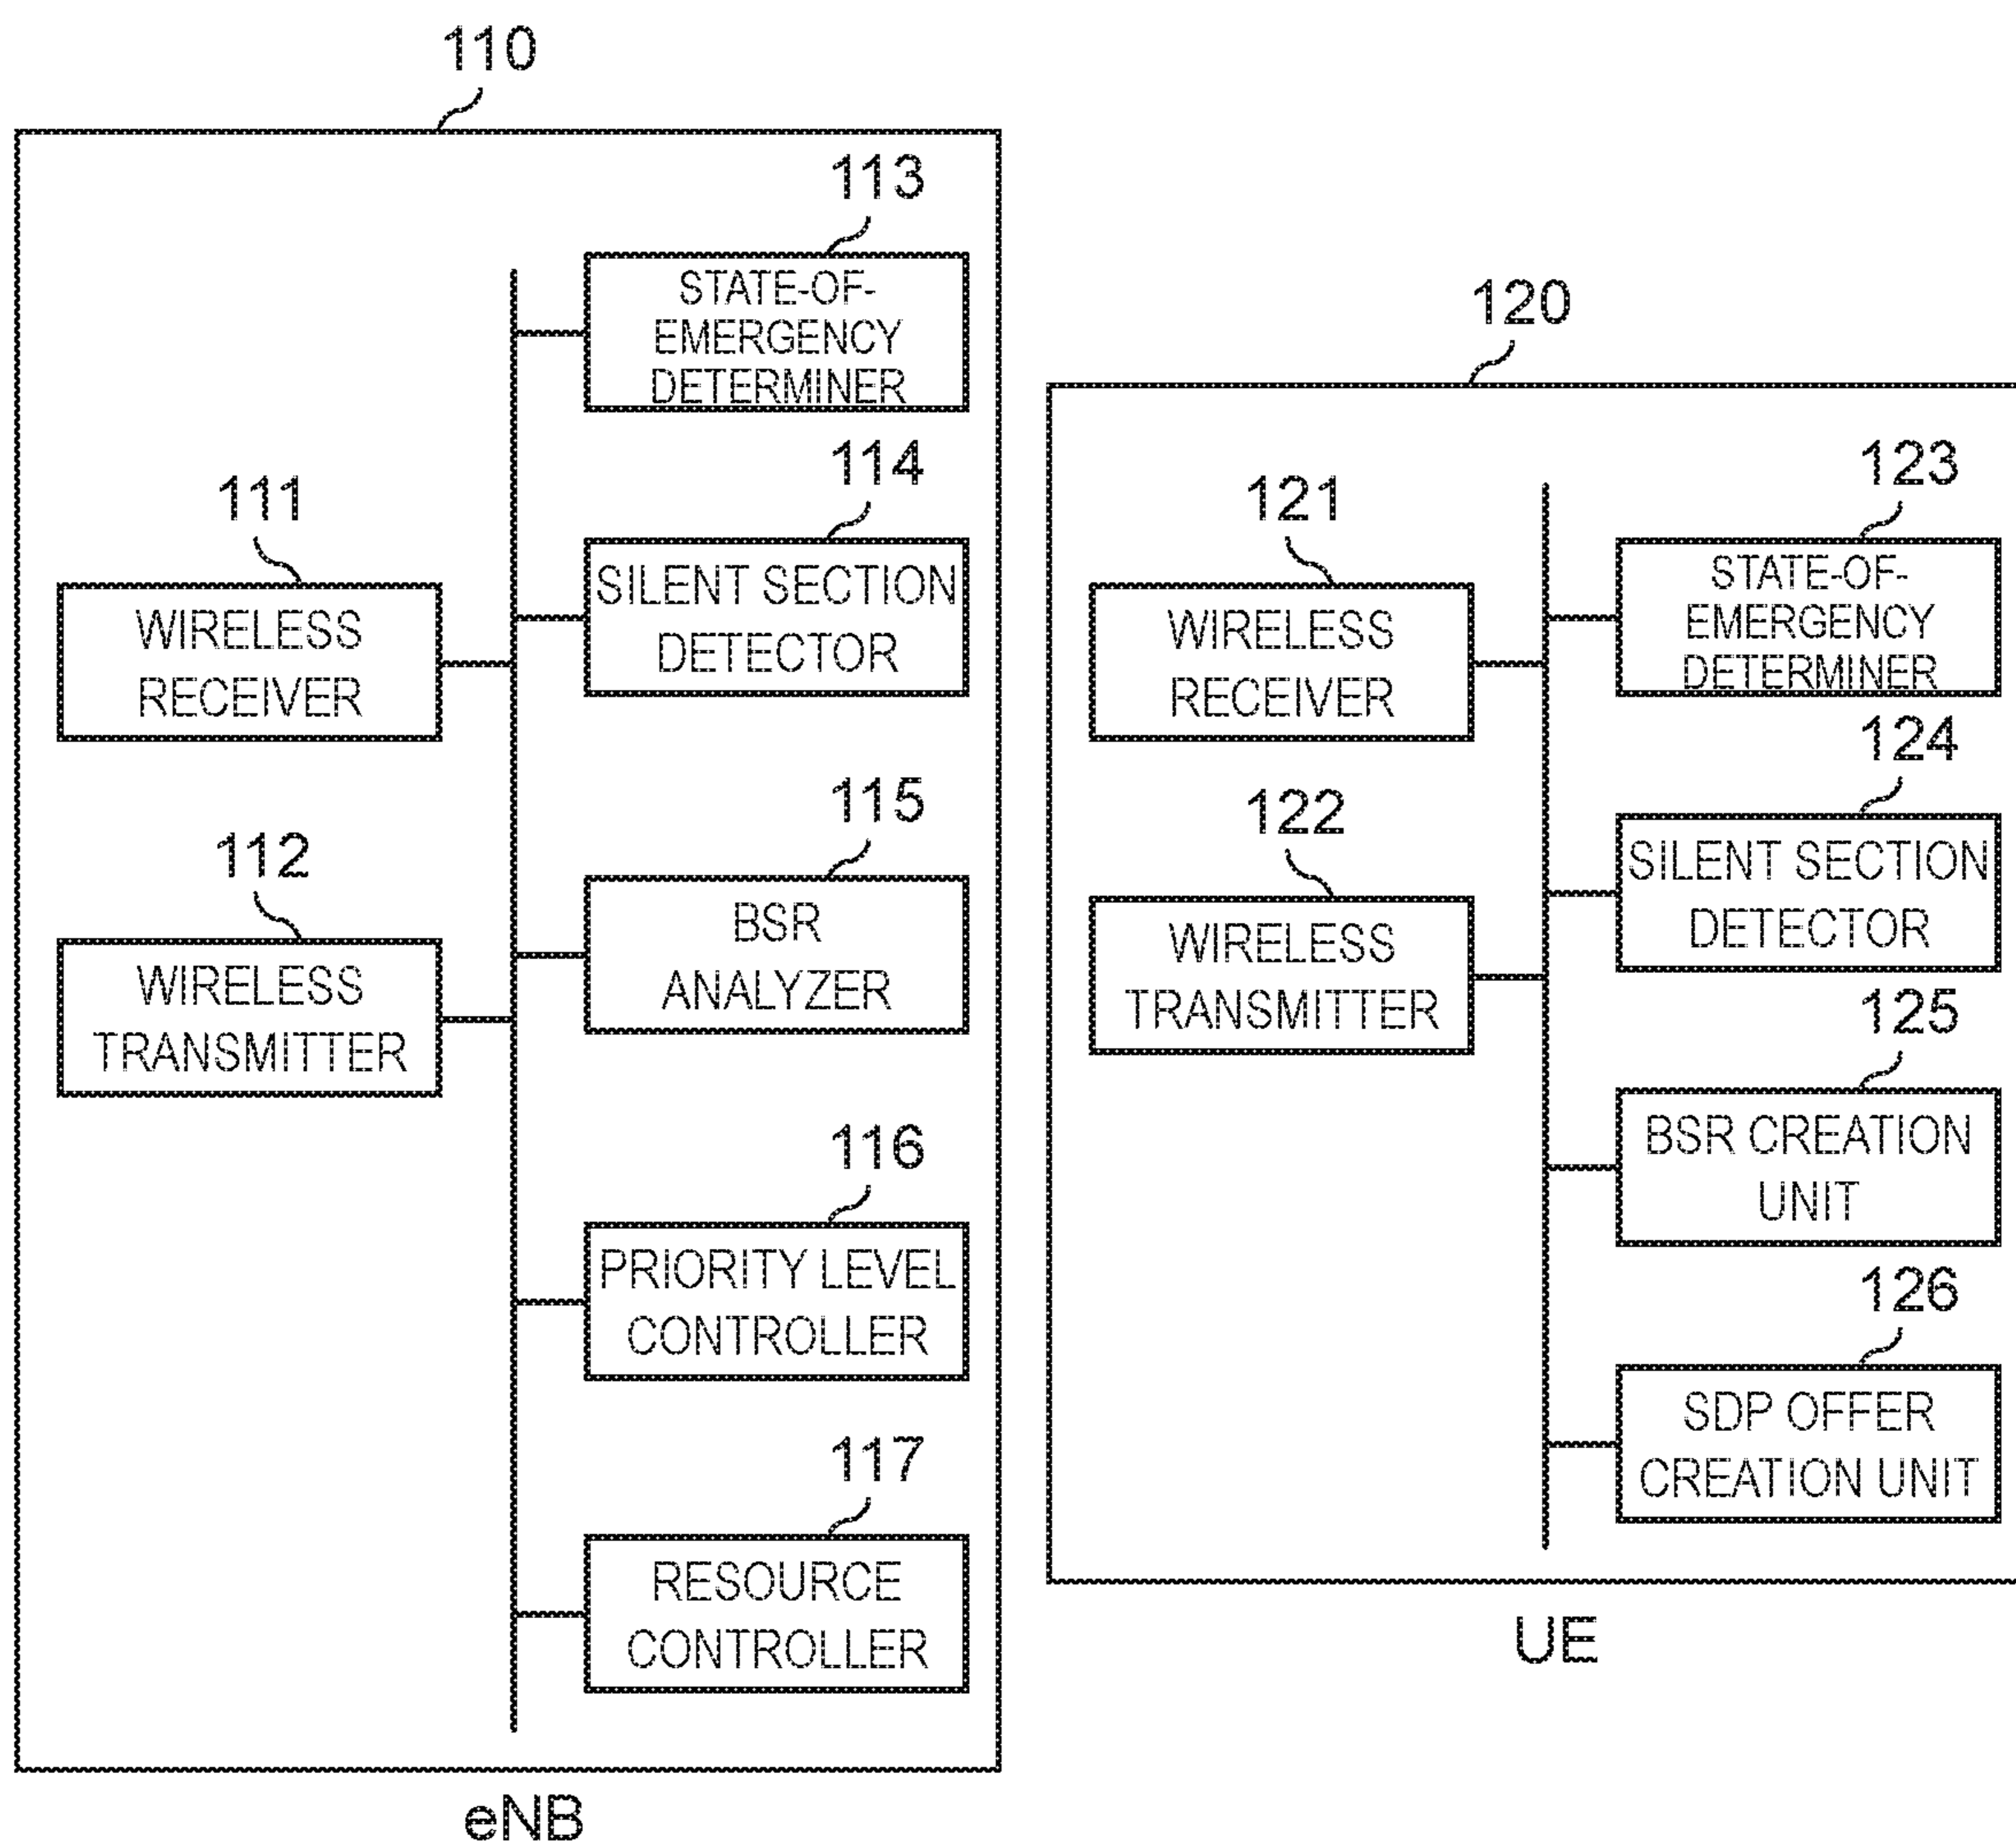 110
113
STATE-OF-
EMERGENCY
DETERMINER
114
SILENT SECTION
DETECTOR
111
WIRELESS
RECEIVER
115
BSR
ANALYZER
112
WIRELESS
TRANSMITTER
116
PRIORITY LEVEL
CONTROLLER
117
RESOURCE
CONTROLLER
eNB
120
123
STATE-OF-
EMERGENCY
DETERMINER
121
WIRELESS
RECEIVER
124
SILENT SECTION
DETECTOR
122
WIRELESS
TRANSMITTER
125
BSR CREATION
UNIT
126
SDP OFFER
CREATION UNIT
UE